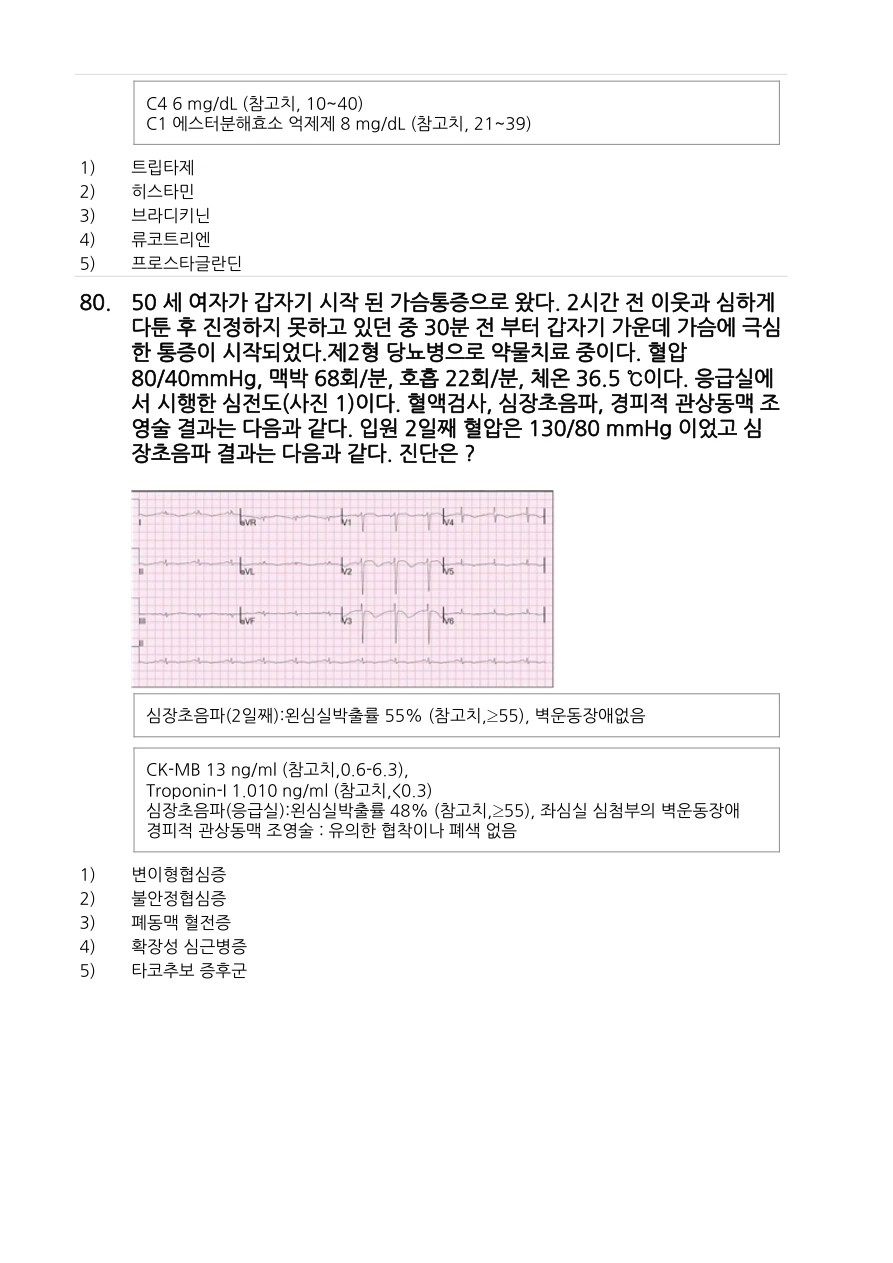 C4 6 mg/dL (참고치, 10~40)
C1 에스터분해효소 억제제 8 mg/dL (참고치, 21~39)
1) 트립타제
2) 히스타민
3) 브라디키닌
4) 류코트리엔
5) 프로스타글란딘
80. 50 세 여자가 갑자기 시작 된 가슴통증으로 왔다. 2시간 전 이웃과 심하게
다툰 후 진정하지 못하고 있던 중 30분 전 부터 갑자기 가운데 가슴에 극심
한 통증이 시작되었다.제2형 당뇨병으로 약물치료 중이다. 혈압
80/40mmHg, 맥박 68회/분, 호흡 22회/분, 체온 36.5 ℃이다. 응급실에
서 시행한 심전도(사진 1)이다. 혈액검사, 심장초음파, 경피적 관상동맥 조
영술 결과는 다음과 같다. 입원 2일째 혈압은 130/80 mmHg 이었고 심
장초음파 결과는 다음과 같다. 진단은 ?
I aVR V1 V4
II aVL V2 V5
III aVF V3 V6
II
심장초음파(2일째):왼심실박출률 55% (참고치,≥55), 벽운동장애없음
CK-MB 13 ng/ml (참고치,0.6-6.3),
Troponin-I 1.010 ng/ml (참고치,<0.3)
심장초음파(응급실):왼심실박출률 48% (참고치,≥55), 좌심실 심첨부의 벽운동장애
경피적 관상동맥 조영술 : 유의한 협착이나 폐색 없음
1) 변이형협심증
2) 불안정협심증
3) 폐동맥 혈전증
4) 확장성 심근병증
5) 타코추보 증후군